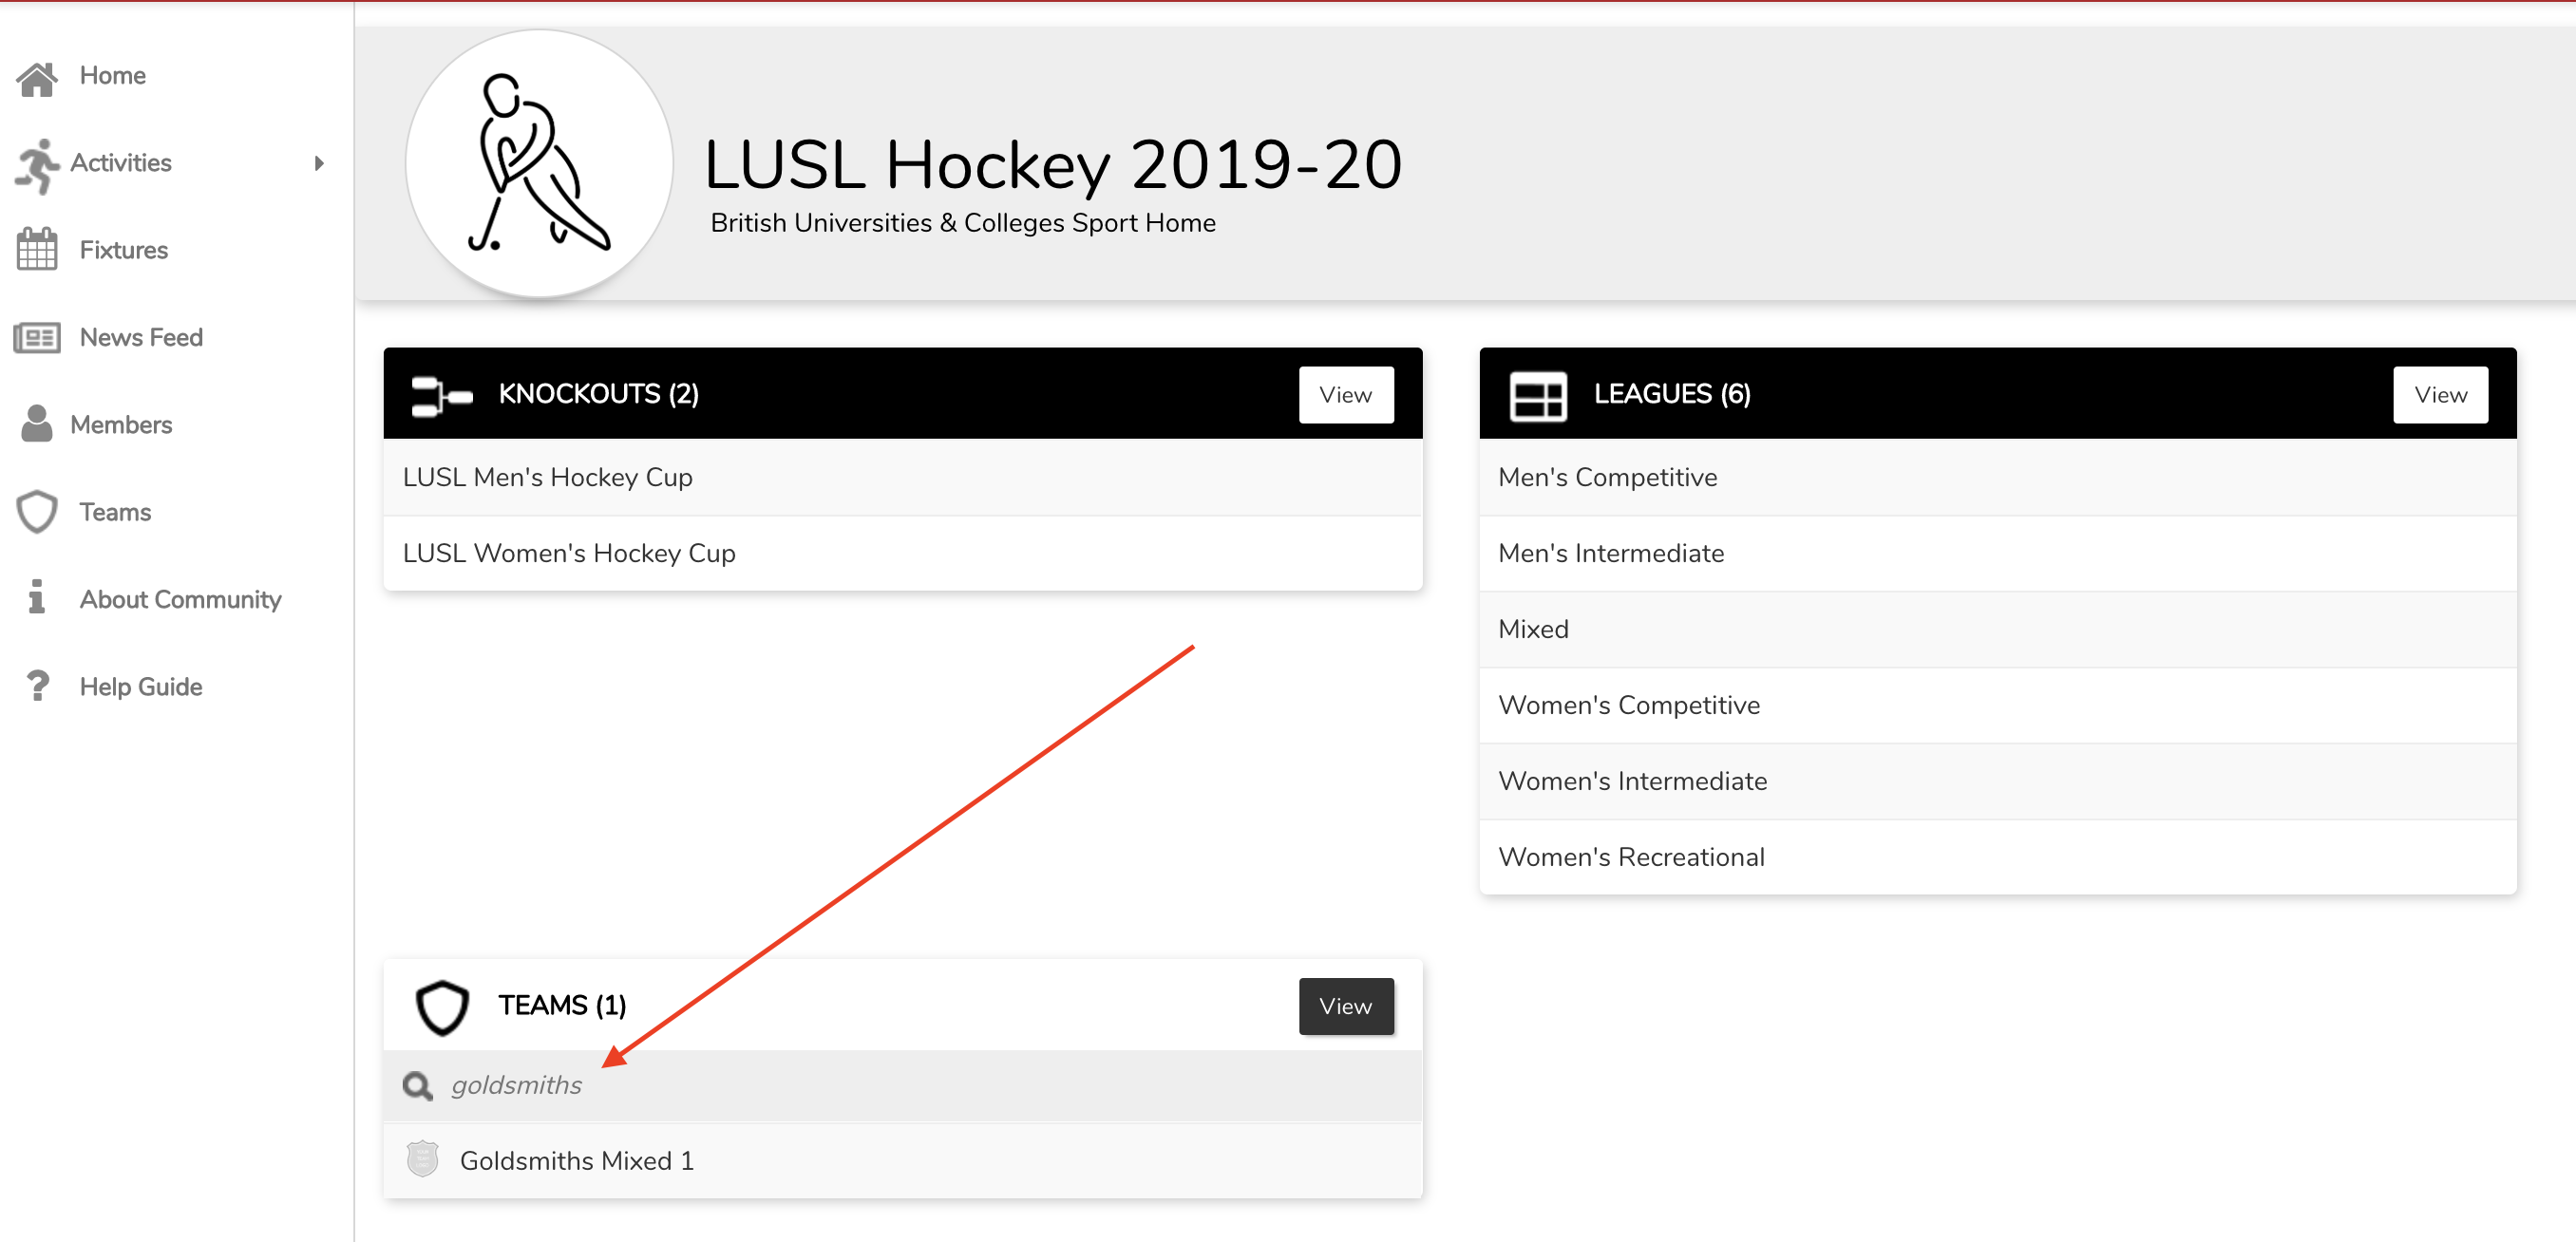 Home
Activities
Fixtures
News Feed
Members
Teams
About Community
Help Guide
LUSL Hockey 2019-20
British Universities & Colleges Sport Home
KNOCKOUTS (2)
View
LUSL Men's Hockey Cup
LUSL Women's Hockey Cup
LEAGUES (6)
View
Men's Competitive
Men's Intermediate
Mixed
Women's Competitive
Women's Intermediate
Women's Recreational
TEAMS (1)
View
goldsmiths
Goldsmiths Mixed 1